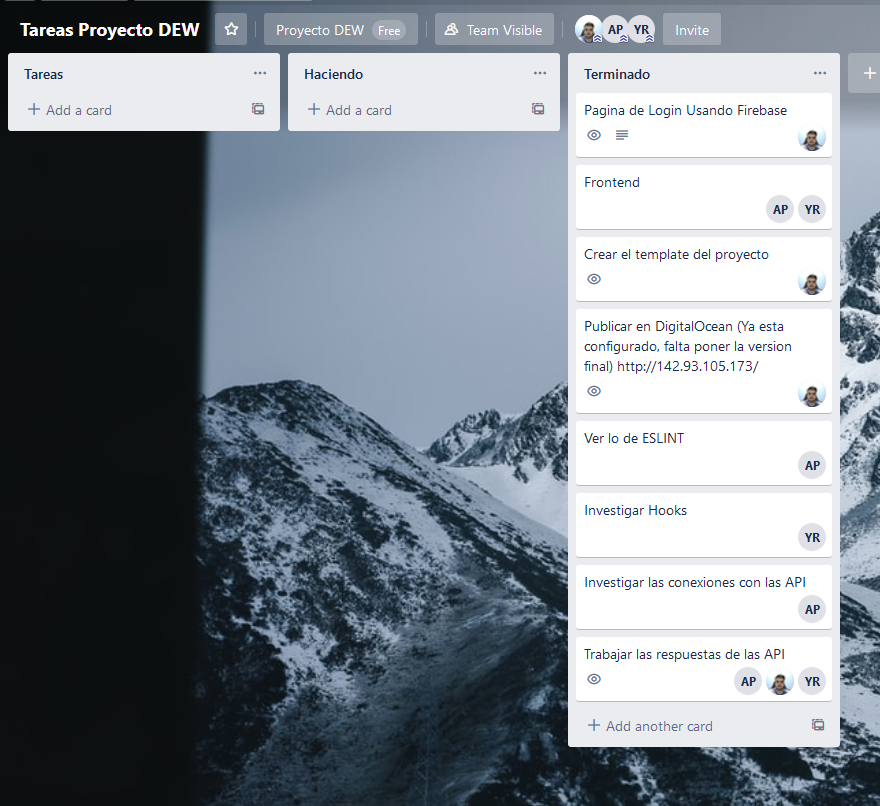 Tareas Proyecto DEW
Proyecto DEW Free
Team Visible
AP
YR
Invite
Tareas
Add a card
Haciendo
Add a card
Terminado
Pagina de Login Usando Firebase
Frontend
AP YR
Crear el template del proyecto
Publicar en DigitalOcean (Ya esta
configurado, falta poner la version
final) http://142.93.105.173/
Ver lo de ESLINT
AP
Investigar Hooks
YR
Investigar las conexiones con las API
AP
Trabajar las respuestas de las API
AP YR
Add another card